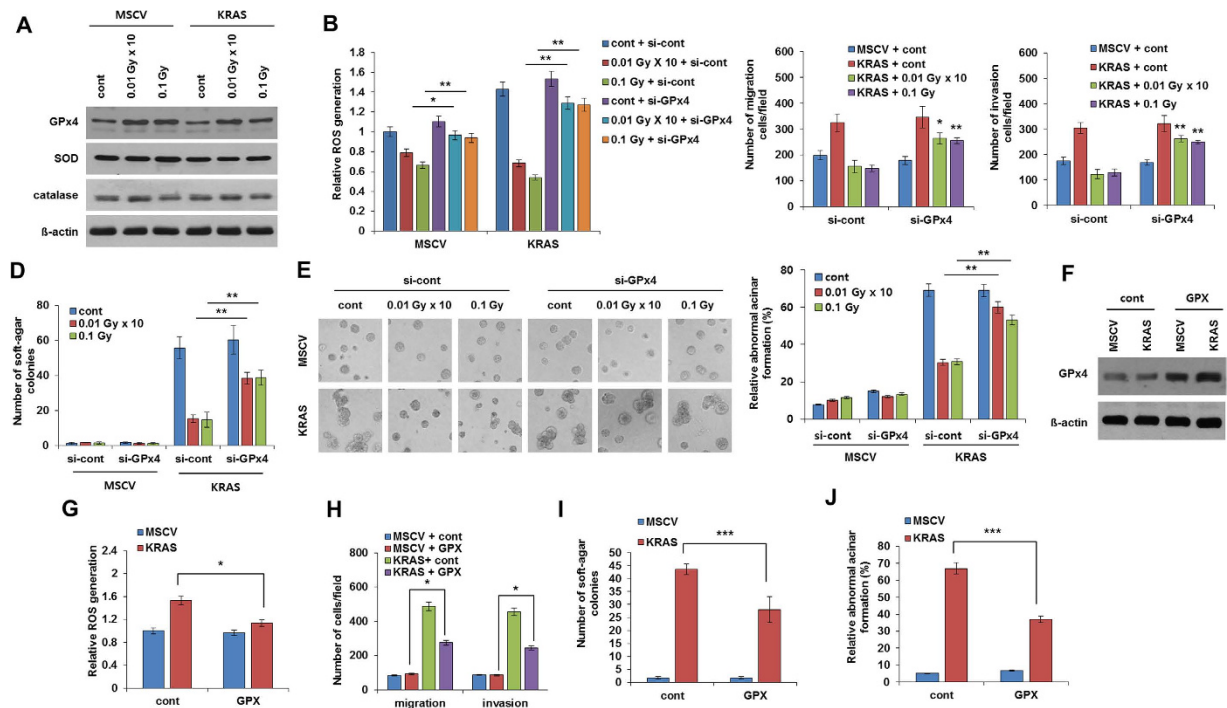 A
MSCV KRAS
cont 0.01 Gy x 10 0.1 Gy cont 0.01 Gy x 10 0.1 Gy
GPx4
SOD
catalase
ß-actin
B
Relative ROS generation
1.8
1.6
1.4
1.2
1
0.8
0.6
0.4
0.2
0
** ** * **
MSCV KRAS
cont + si-cont
0.01 Gy X 10 + si-cont
0.1 Gy + si-cont
cont + si-GPx4
0.01 Gy X 10 + si-GPx4
0.1 Gy + si-GPx4
C
Number of migration
cells/field
600
500
400
300
200
100
0
MSCV + cont
KRAS + cont
KRAS + 0.01 Gy x 10
KRAS + 0.1 Gy
* **
si-cont si-GPx4
Number of invasion
cells/field
600
500
400
300
200
100
0
MSCV + cont
KRAS + cont
KRAS + 0.01 Gy x 10
KRAS + 0.1 Gy
** **
si-cont si-GPx4
D
Number of soft-agar
colonies
80
60
40
20
0
cont
0.01 Gy x 10
0.1 Gy
**
**
si-cont si-GPx4 si-cont si-GPx4
MSCV KRAS
E
si-cont si-GPx4
cont 0.01 Gy x 10 0.1 Gy cont 0.01 Gy x 10 0.1 Gy
MSCV
KRAS
Relative abnormal acinar
formation (%)
80
70
60
50
40
30
20
10
0
cont
0.01 Gy x 10
0.1 Gy
**
**
si-cont si-GPx4 si-cont si-GPx4
MSCV KRAS
F
cont GPX
MSCV KRAS MSCV KRAS
GPx4
ß-actin
G
Relative ROS generation
2.4
2
1.6
1.2
0.8
0.4
0
MSCV
KRAS
*
cont GPX
H
Number of cells/field
800
600
400
200
0
MSCV + cont
MSCV + GPX
KRAS+ cont
KRAS + GPX
* *
migration invasion
I
Number of soft-agar
colonies
45
40
35
30
25
20
15
10
5
0
MSCV
KRAS
***
cont GPX
J
Relative abnormal acinar
formation (%)
80
70
60
50
40
30
20
10
5
0
MSCV
KRAS
***
cont GPX